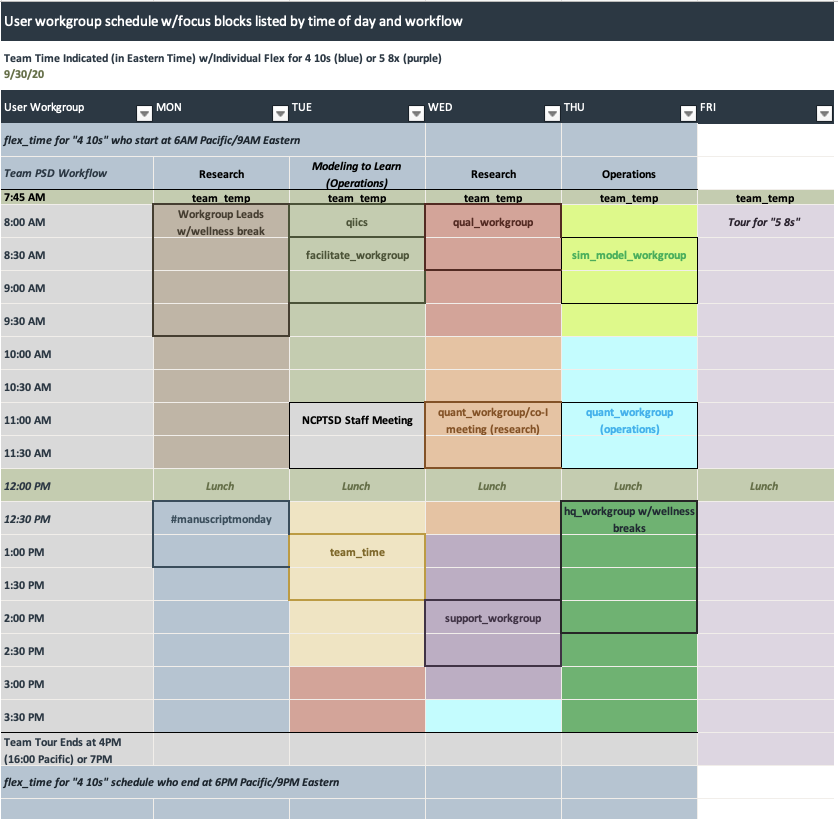 User workgroup schedule w/focus blocks listed by time of day and workflow
Team Time Indicated (in Eastern Time) w/Individual Flex for 4 10s (blue) or 5 8x (purple)
9/30/20
User Workgroup MON TUE WED THU FRI
flex_time for "4 10s" who start at 6AM Pacific/9AM Eastern
Team PSD Workflow Research Modeling to Learn (Operations) Research Operations
7:45 AM team_temp team_temp team_temp team_temp team_temp
8:00 AM Workgroup Leads w/wellness break qiics qual_workgroup Tour for "5 8s"
8:30 AM facilitate_workgroup sim_model_workgroup
9:00 AM
9:30 AM
10:00 AM
10:30 AM
11:00 AM NCPTSD Staff Meeting quant_workgroup/co-I meeting (research) quant_workgroup (operations)
11:30 AM
12:00 PM Lunch Lunch Lunch Lunch Lunch
12:30 PM #manuscriptmonday hq_workgroup w/wellness breaks
1:00 PM team_time
1:30 PM
2:00 PM support_workgroup
2:30 PM
3:00 PM
3:30 PM
Team Tour Ends at 4PM
(16:00 Pacific) or 7PM
flex_time for "4 10s" schedule who end at 6PM Pacific/9PM Eastern